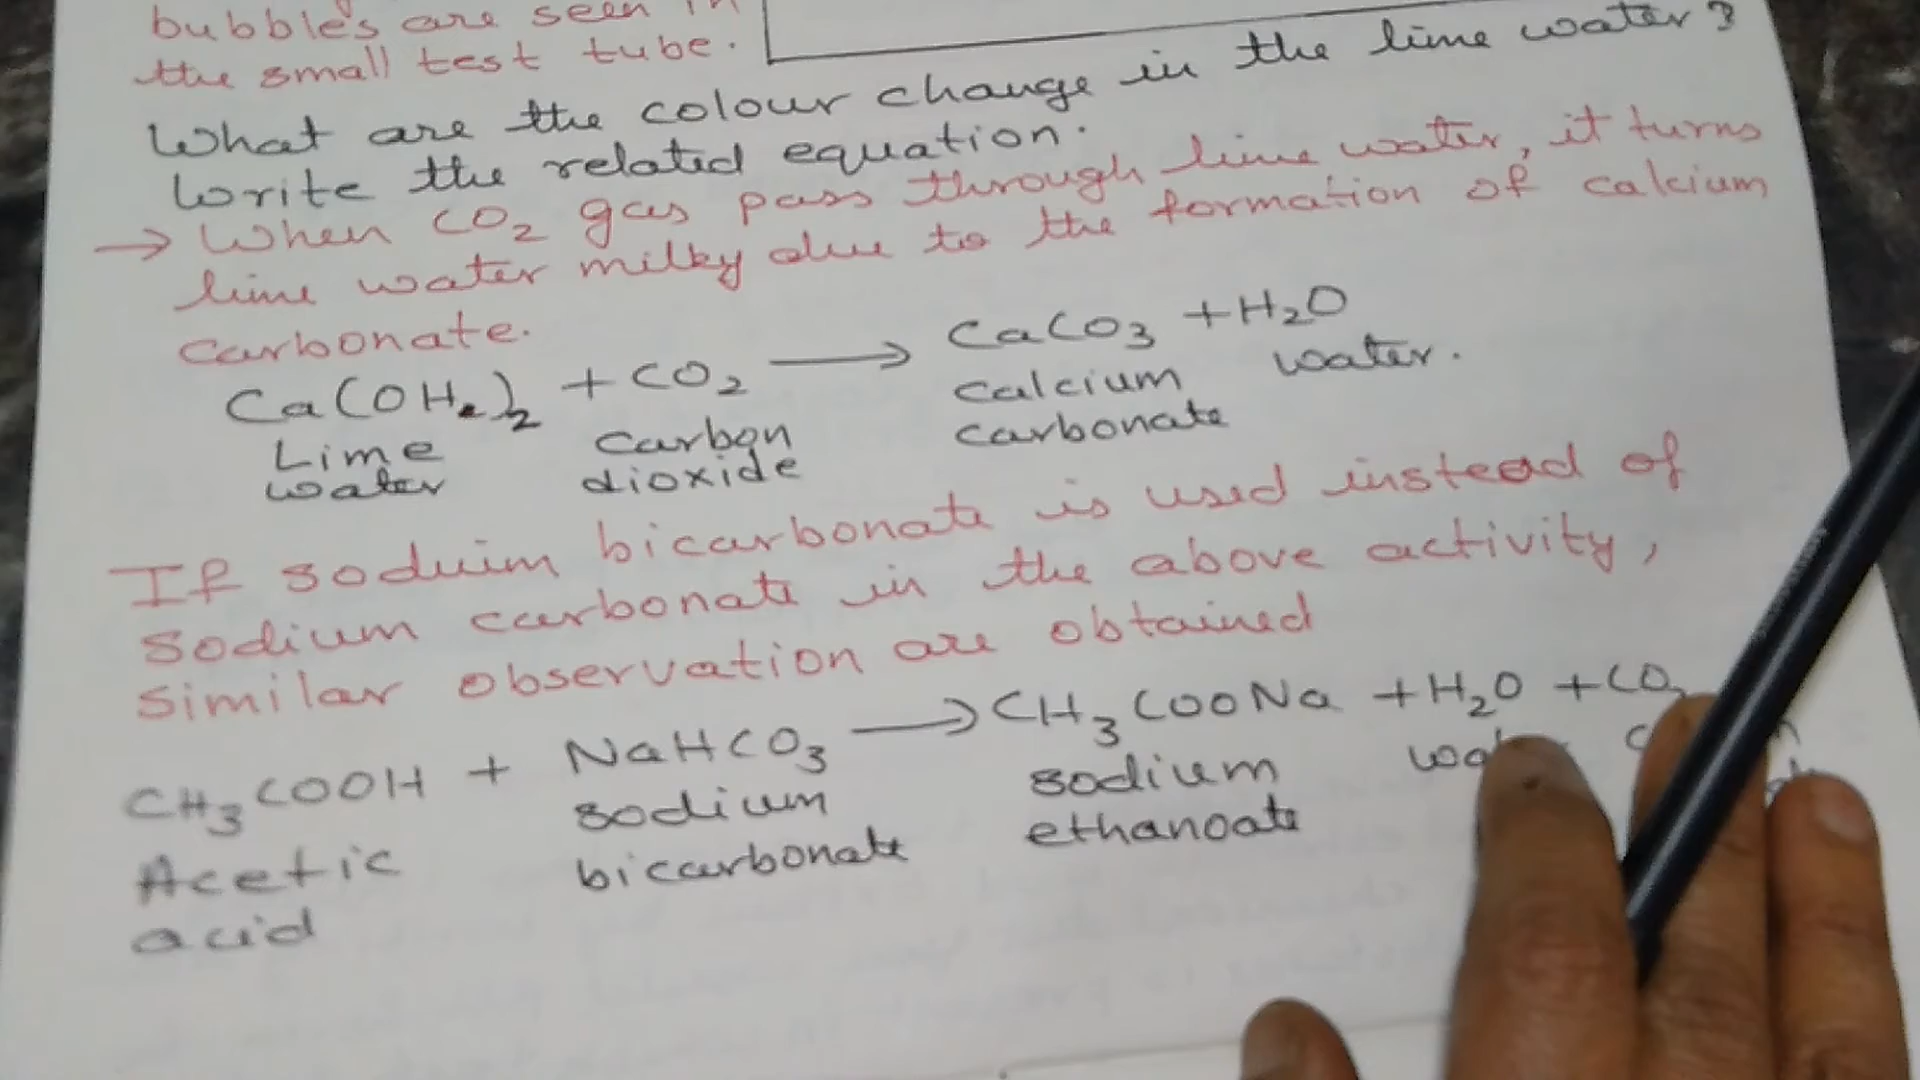 bubbles are seen in
the small test tube.
What are the colour change in the lime water?
Write the related equation.
→ When CO₂ gas pass through lime water, it turns
lime water milky due to the formation of calcium
carbonate.
Ca(OH)₂ + CO₂ → CaCO₃ + H₂O
Lime water carbon dioxide calcium carbonate water.
If soduim bicarbonate is used instead of
sodium carbonate in the above activity,
similar observation are obtained
CH₃COOH + NaHCO₃ → CH₃COONa + H₂O + CO₂
Acetic acid sodium bicarbonate sodium ethanoate